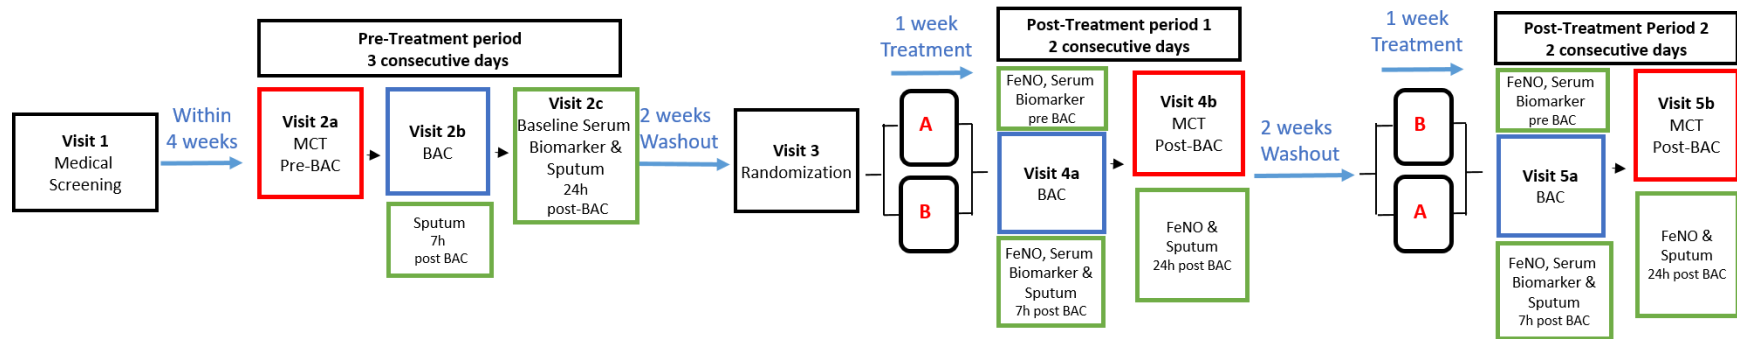 Visit 1
Medical
Screening
Within
4 weeks
Pre-Treatment period
3 consecutive days
Visit 2a
MCT
Pre-BAC
Visit 2b
BAC
Sputum
7h
post BAC
Visit 2c
Baseline Serum
Biomarker &
Sputum
24h
post-BAC
2 weeks
Washout
Visit 3
Randomization
1 week
Treatment
A
B
Post-Treatment period 1
2 consecutive days
FeNO, Serum
Biomarker
pre BAC
Visit 4a
BAC
FeNO, Serum
Biomarker &
Sputum
7h post BAC
Visit 4b
MCT
Post-BAC
FeNO &
Sputum
24h post BAC
2 weeks
Washout
1 week
Treatment
B
A
Post-Treatment Period 2
2 consecutive days
FeNO, Serum
Biomarker
pre BAC
Visit 5a
BAC
FeNO, Serum
Biomarker &
Sputum
7h post BAC
Visit 5b
MCT
Post-BAC
FeNO &
Sputum
24h post BAC